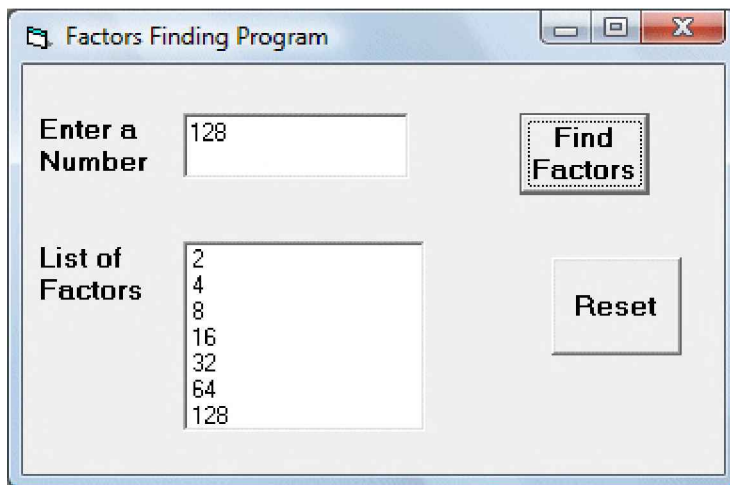 Factors Finding Program
Enter a
Number
128
Find
Factors
List of
Factors
2
4
8
16
32
64
128
Reset